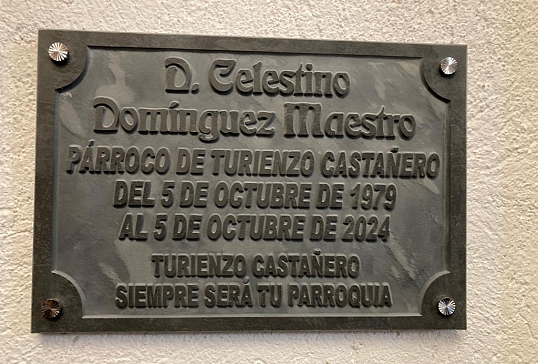 D. Celestino
Domínguez Maestro
PÁRROCO DE TURIENZO CASTAÑERO
DEL 5 DE OCTUBRE DE 1979
AL 5 DE OCTUBRE DE 2024
TURIENZO CASTAÑERO
SIEMPRE SERÁ TU PARROQUIA